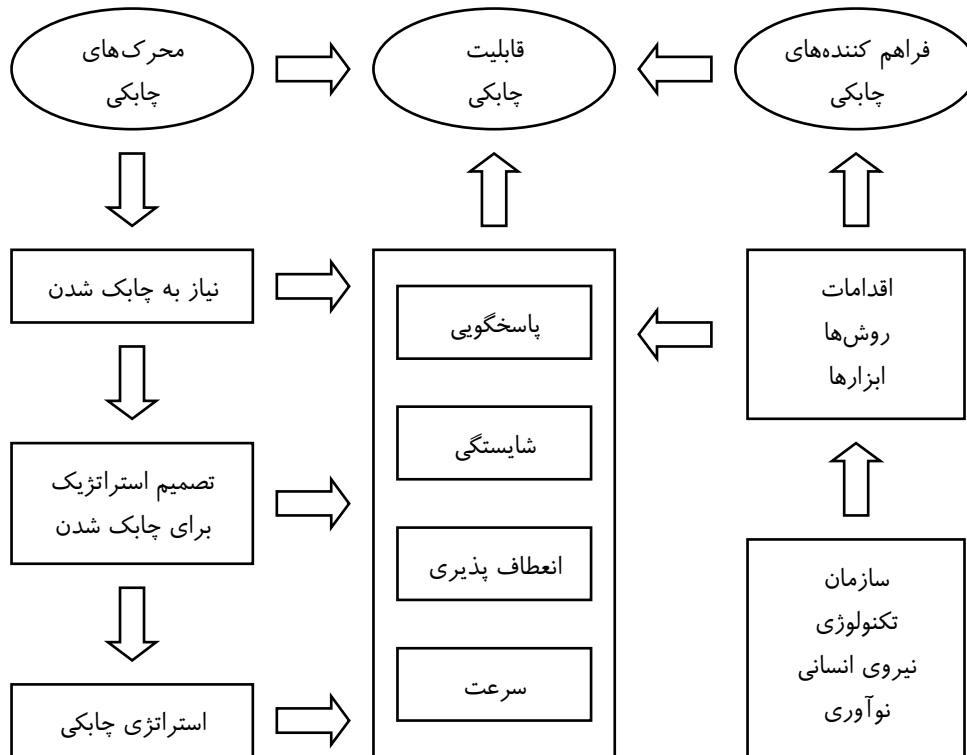 محرک‌های
چابکی
قابلیت
چابکی
فراهم کننده‌های
چابکی
نیاز به چابک شدن
تصمیم استراتژیک
برای چابک شدن
استراتژی چابکی
پاسخگویی
شایستگی
انعطاف پذیری
سرعت
اقدامات
روش‌ها
ابزارها
سازمان
تکنولوژی
نیروی انسانی
نوآوری